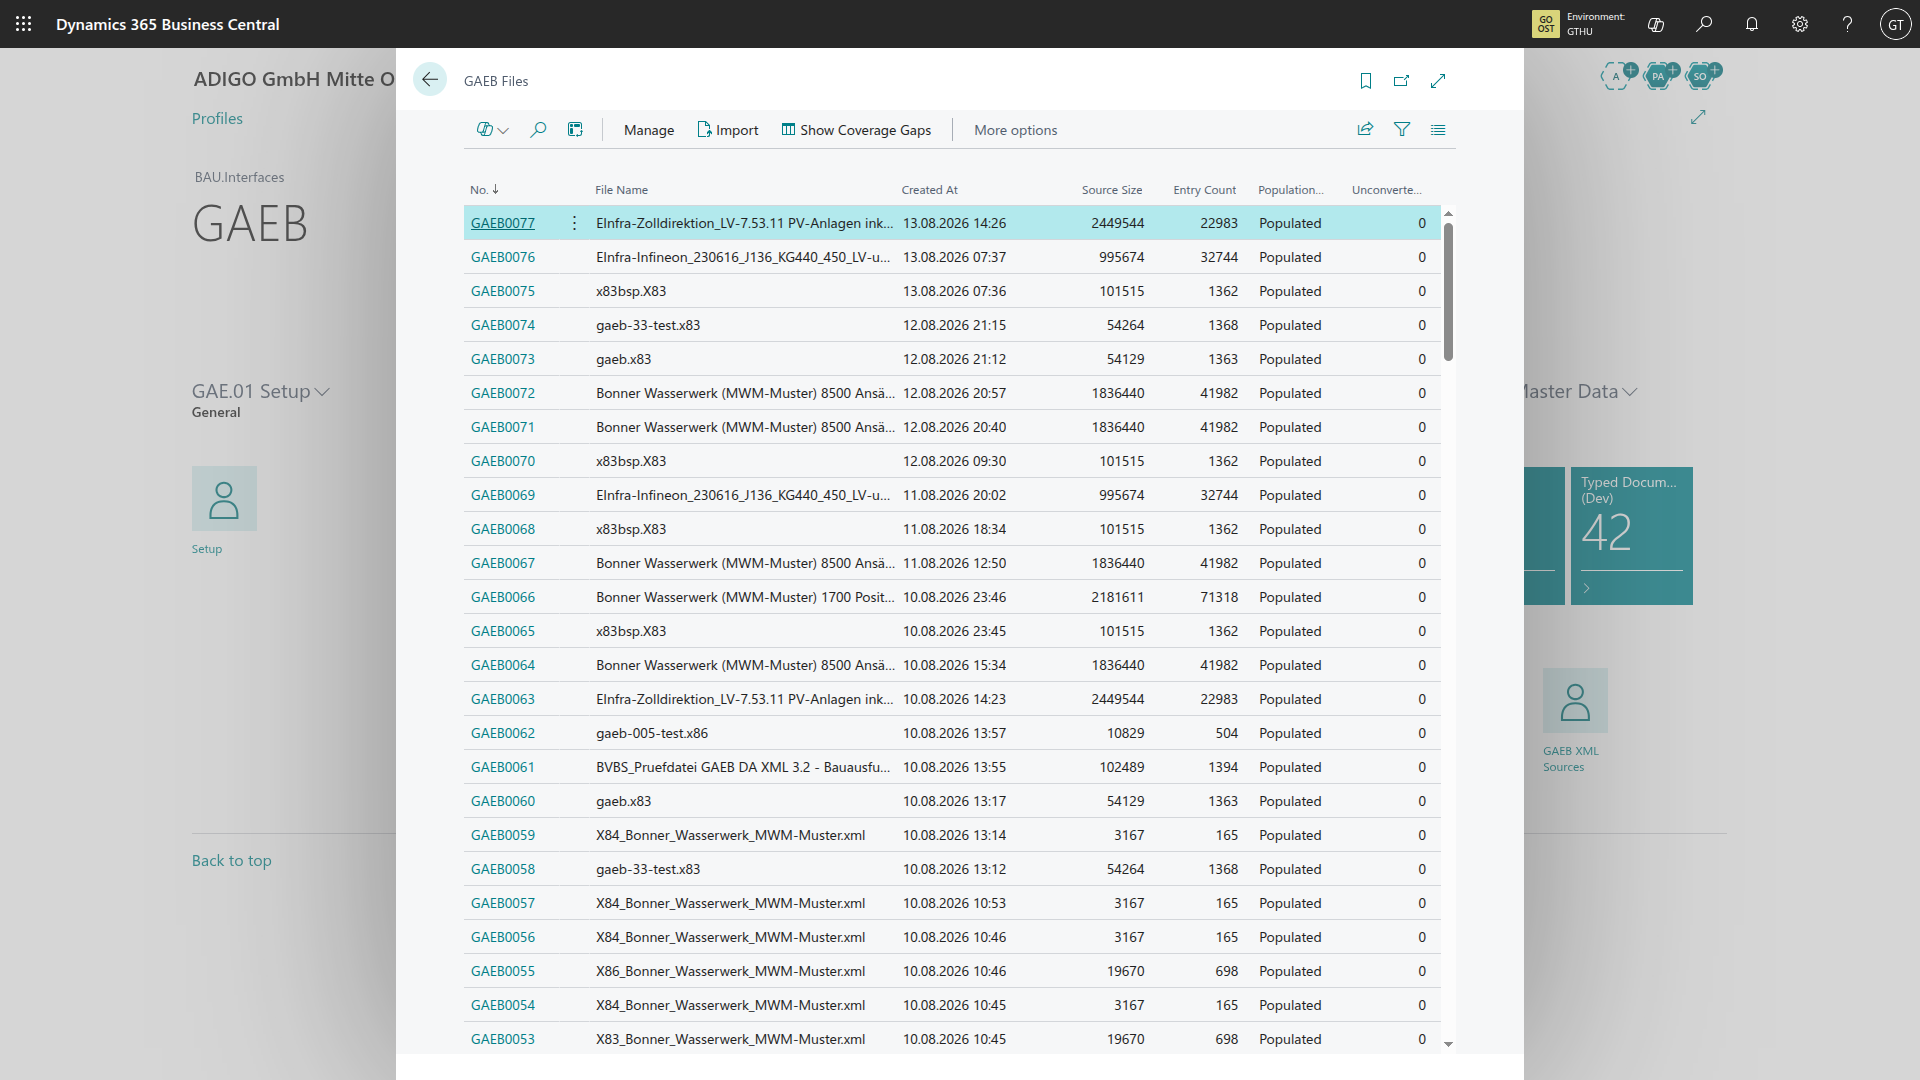 Dynamics 365 Business Central
GO
OST
Environment:
GTHU
GT
ADIGO GmbH Mitte O
Profiles
BAU.Interfaces
GAEB
GAE.01 Setup
General
Setup
Back to top
GAEB Files
Manage
Import
Show Coverage Gaps
More options
No. ↓ File Name Created At Source Size Entry Count Population... Unconverte...
GAEB0077 EInfra-Zolldirektion_LV-7.53.11 PV-Anlagen ink... 13.08.2026 14:26 2449544 22983 Populated 0
GAEB0076 EInfra-Infineon_230616_J136_KG440_450_LV-u... 13.08.2026 07:37 995674 32744 Populated 0
GAEB0075 x83bsp.X83 13.08.2026 07:36 101515 1362 Populated 0
GAEB0074 gaeb-33-test.x83 12.08.2026 21:15 54264 1368 Populated 0
GAEB0073 gaeb.x83 12.08.2026 21:12 54129 1363 Populated 0
GAEB0072 Bonner Wasserwerk (MWM-Muster) 8500 Ansä... 12.08.2026 20:57 1836440 41982 Populated 0
GAEB0071 Bonner Wasserwerk (MWM-Muster) 8500 Ansä... 12.08.2026 20:40 1836440 41982 Populated 0
GAEB0070 x83bsp.X83 12.08.2026 09:30 101515 1362 Populated 0
GAEB0069 EInfra-Infineon_230616_J136_KG440_450_LV-u... 11.08.2026 20:02 995674 32744 Populated 0
GAEB0068 x83bsp.X83 11.08.2026 18:34 101515 1362 Populated 0
GAEB0067 Bonner Wasserwerk (MWM-Muster) 8500 Ansä... 11.08.2026 12:50 1836440 41982 Populated 0
GAEB0066 Bonner Wasserwerk (MWM-Muster) 1700 Posit... 10.08.2026 23:46 2181611 71318 Populated 0
GAEB0065 x83bsp.X83 10.08.2026 23:45 101515 1362 Populated 0
GAEB0064 Bonner Wasserwerk (MWM-Muster) 8500 Ansä... 10.08.2026 15:34 1836440 41982 Populated 0
GAEB0063 EInfra-Zolldirektion_LV-7.53.11 PV-Anlagen ink... 10.08.2026 14:23 2449544 22983 Populated 0
GAEB0062 gaeb-005-test.x86 10.08.2026 13:57 10829 504 Populated 0
GAEB0061 BVBS_Pruefdatei GAEB DA XML 3.2 - Bauausfu... 10.08.2026 13:55 102489 1394 Populated 0
GAEB0060 gaeb.x83 10.08.2026 13:17 54129 1363 Populated 0
GAEB0059 X84_Bonner_Wasserwerk_MWM-Muster.xml 10.08.2026 13:14 3167 165 Populated 0
GAEB0058 gaeb-33-test.x83 10.08.2026 13:12 54264 1368 Populated 0
GAEB0057 X84_Bonner_Wasserwerk_MWM-Muster.xml 10.08.2026 10:53 3167 165 Populated 0
GAEB0056 X84_Bonner_Wasserwerk_MWM-Muster.xml 10.08.2026 10:46 3167 165 Populated 0
GAEB0055 X86_Bonner_Wasserwerk_MWM-Muster.xml 10.08.2026 10:46 19670 698 Populated 0
GAEB0054 X84_Bonner_Wasserwerk_MWM-Muster.xml 10.08.2026 10:45 3167 165 Populated 0
GAEB0053 X83_Bonner_Wasserwerk_MWM-Muster.xml 10.08.2026 10:45 19670 698 Populated 0
A
PA
SO
Master Data
Typed Docum...
(Dev)
42
GAEB XML
Sources